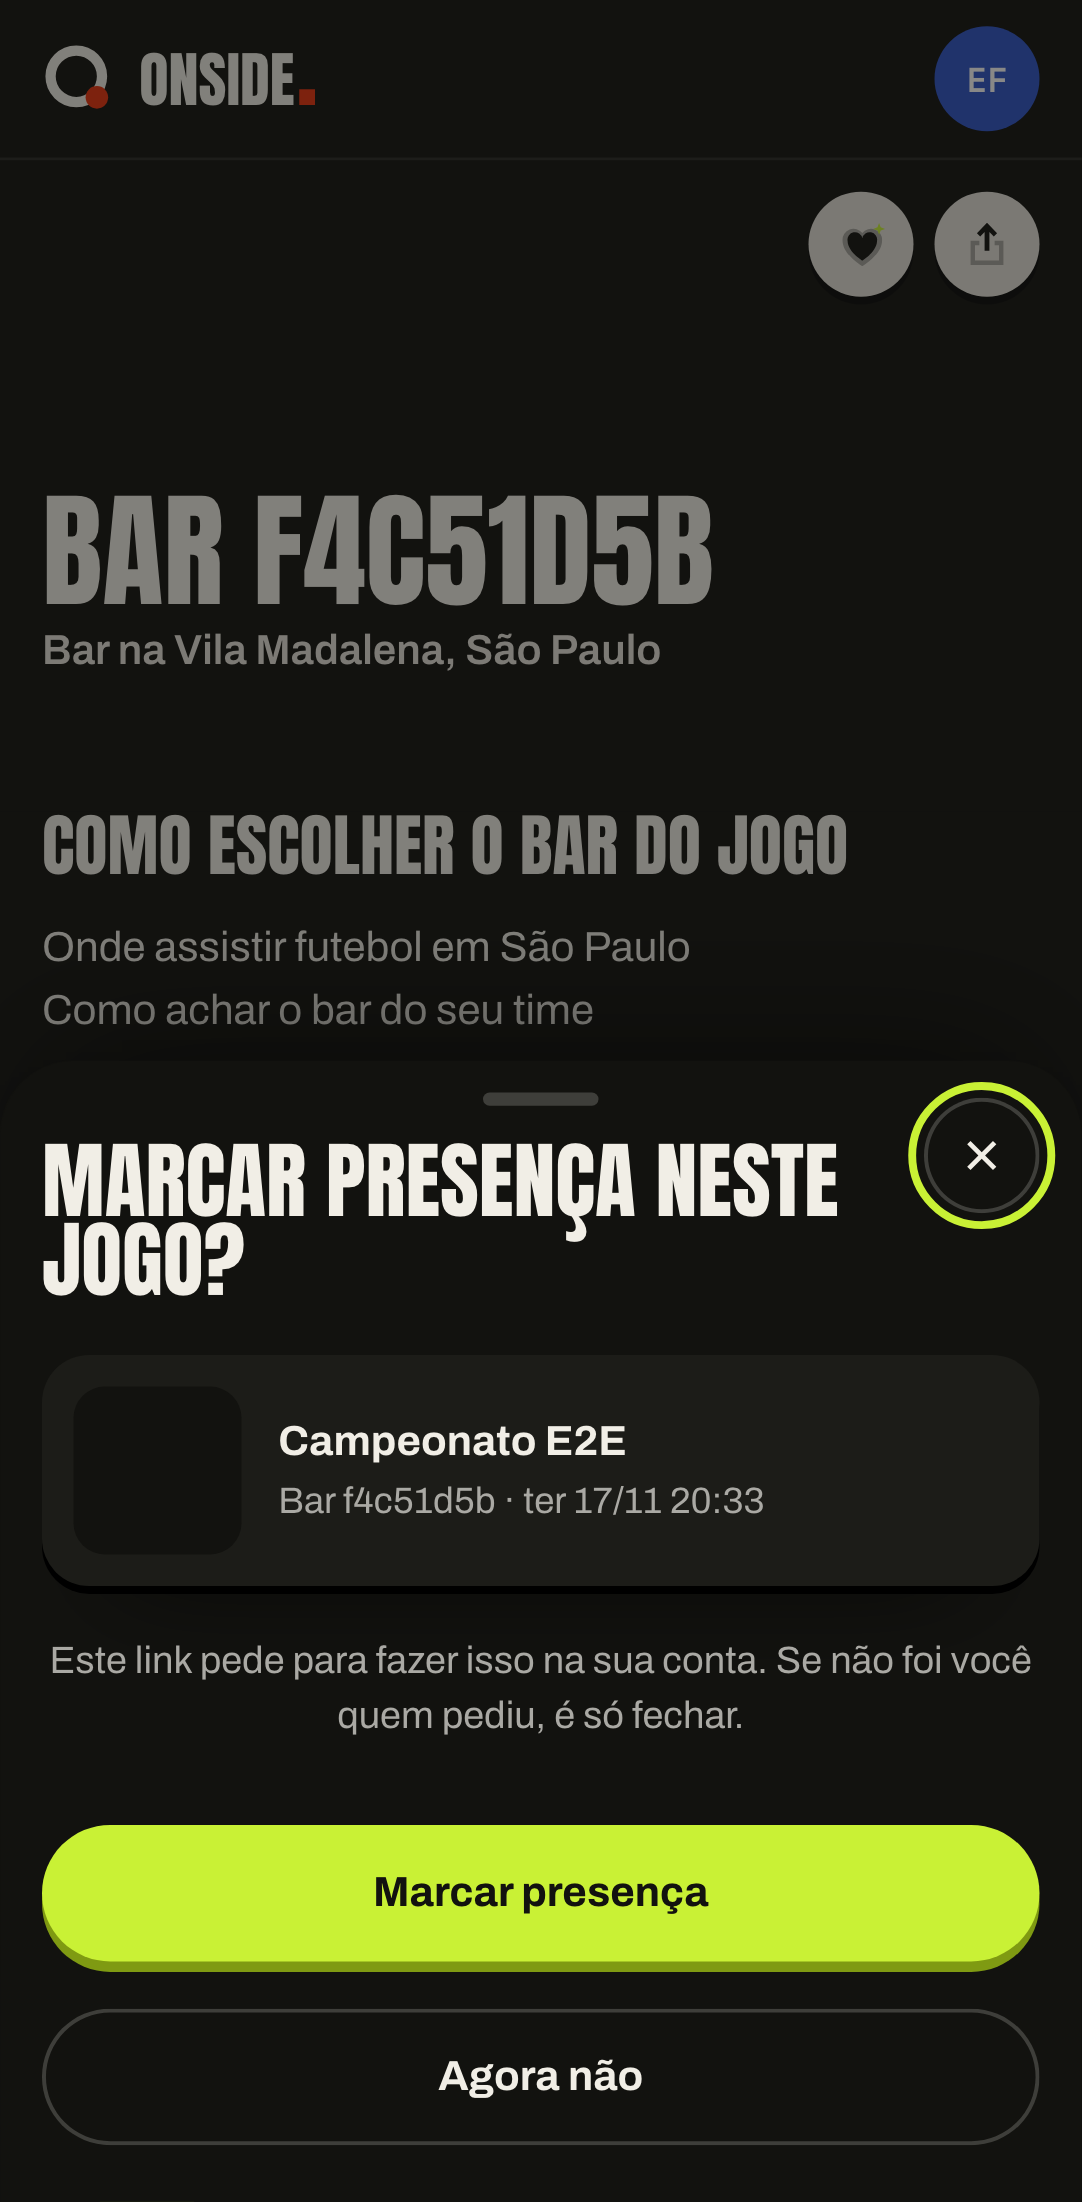 ONSIDE.
EF
BAR F4C51D5B
Bar na Vila Madalena, São Paulo
COMO ESCOLHER O BAR DO JOGO
Onde assistir futebol em São Paulo
Como achar o bar do seu time
MARCAR PRESENÇA NESTE
JOGO?
Campeonato E2E
Bar f4c51d5b · ter 17/11 20:33
Este link pede para fazer isso na sua conta. Se não foi você
quem pediu, é só fechar.
Marcar presença
Agora não